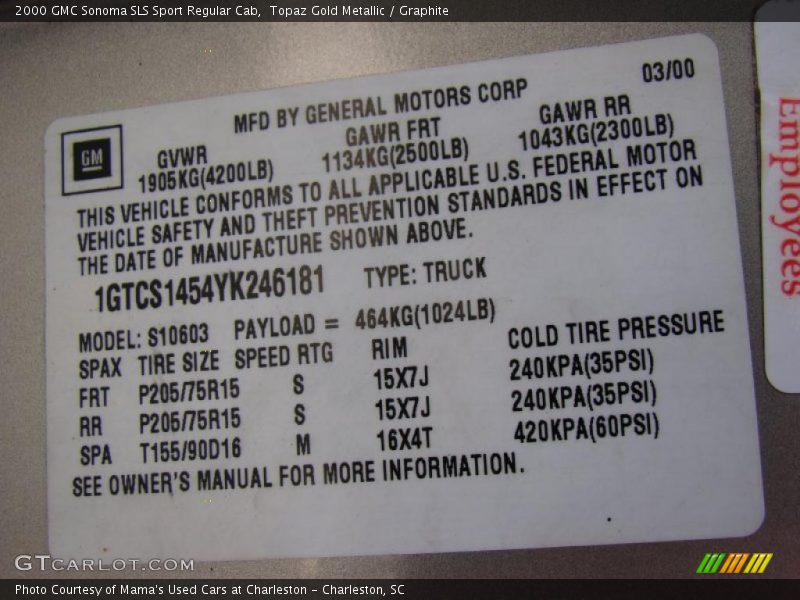 2000 GMC Sonoma SLS Sport Regular Cab,  Topaz Gold Metallic / Graphite
03/00
MFD BY GENERAL MOTORS CORP
GM
GVWR GAWR FRT GAWR RR
1905KG(4200LB) 1134KG(2500LB) 1043KG(2300LB)
THIS VEHICLE CONFORMS TO ALL APPLICABLE U.S. FEDERAL MOTOR
VEHICLE SAFETY AND THEFT PREVENTION STANDARDS IN EFFECT ON
THE DATE OF MANUFACTURE SHOWN ABOVE.
1GTCS1454YK246181 TYPE: TRUCK
MODEL: S10603 PAYLOAD = 464KG(1024LB)
SPAX TIRE SIZE SPEED RTG RIM COLD TIRE PRESSURE
FRT P205/75R15 S 15X7J 240KPA(35PSI)
RR P205/75R15 S 15X7J 240KPA(35PSI)
SPA T155/90D16 M 16X4T 420KPA(60PSI)
SEE OWNER'S MANUAL FOR MORE INFORMATION.
Employees
GTCARLOT.COM
Photo Courtesy of Mama's Used Cars at Charleston - Charleston, SC